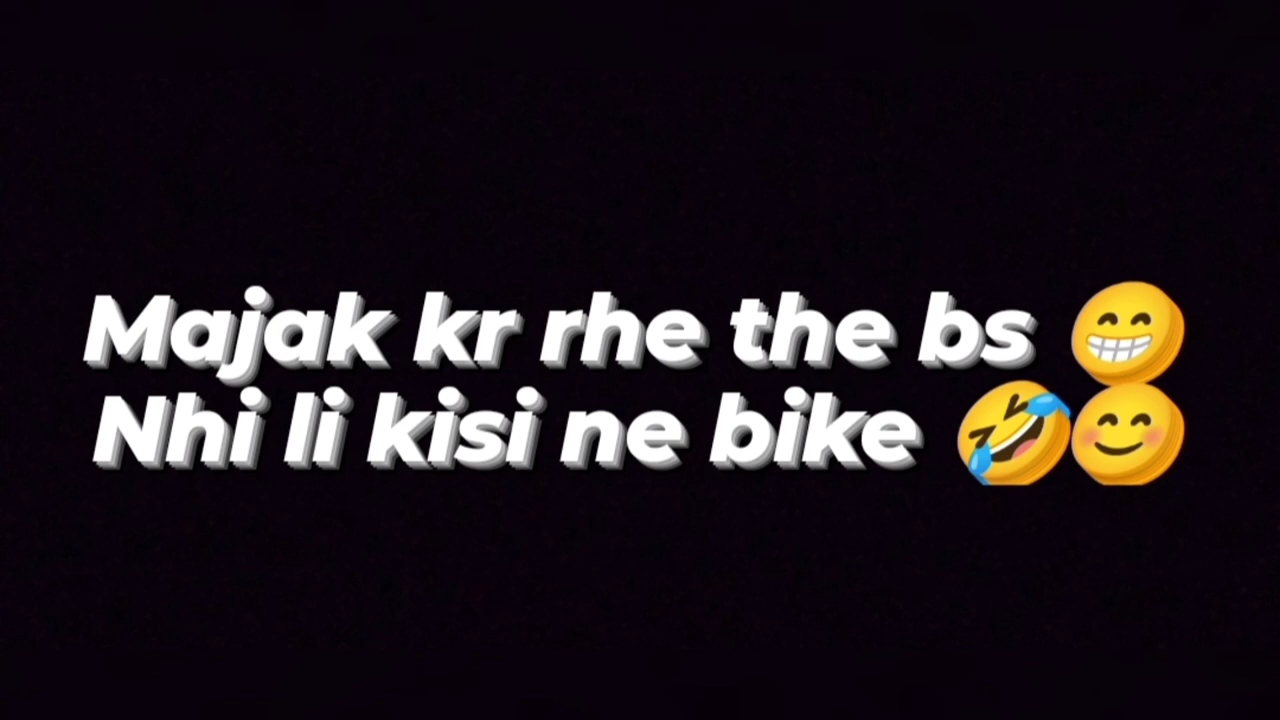 Majak kr rhe the bs 😁
Nhi li kisi ne bike 🤣😊